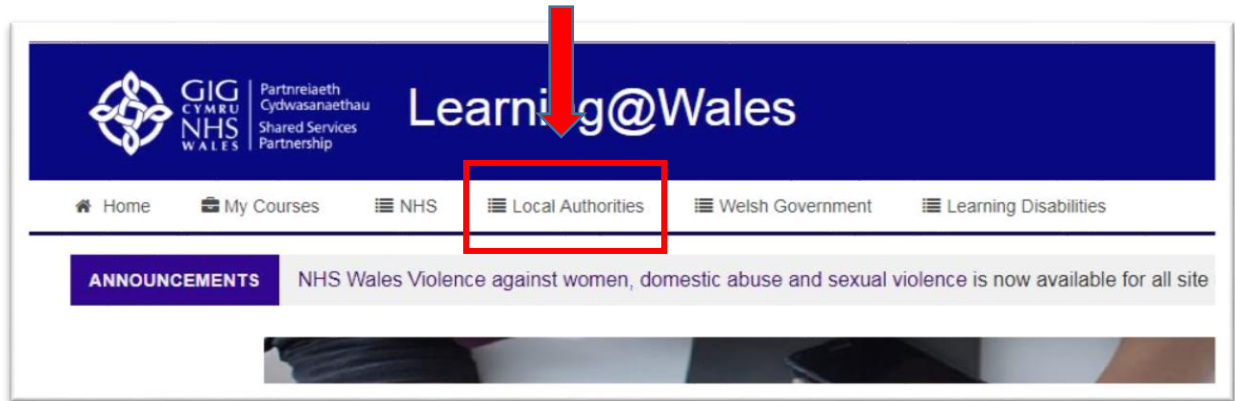 GIG
CYMRU
NHS
WALES
Partneriaeth
Cydwasanaethau
Shared Services
Partnership
Learning@Wales
Home My Courses NHS Local Authorities Welsh Government Learning Disabilities
ANNOUNCEMENTS NHS Wales Violence against women, domestic abuse and sexual violence is now available for all site